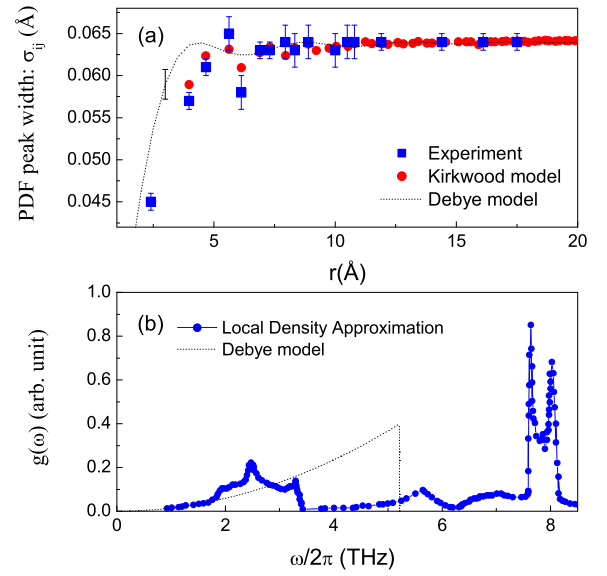 (a)
0.065
0.060
0.055
0.050
0.045
PDF peak width: σij (Å)
Experiment
Kirkwood model
Debye model
5
10
15
20
r(Å)
(b)
1.0
0.8
0.6
0.4
0.2
0.0
g(ω) (arb. unit)
Local Density Approximation
Debye model
0
2
4
6
8
ω/2π (THz)